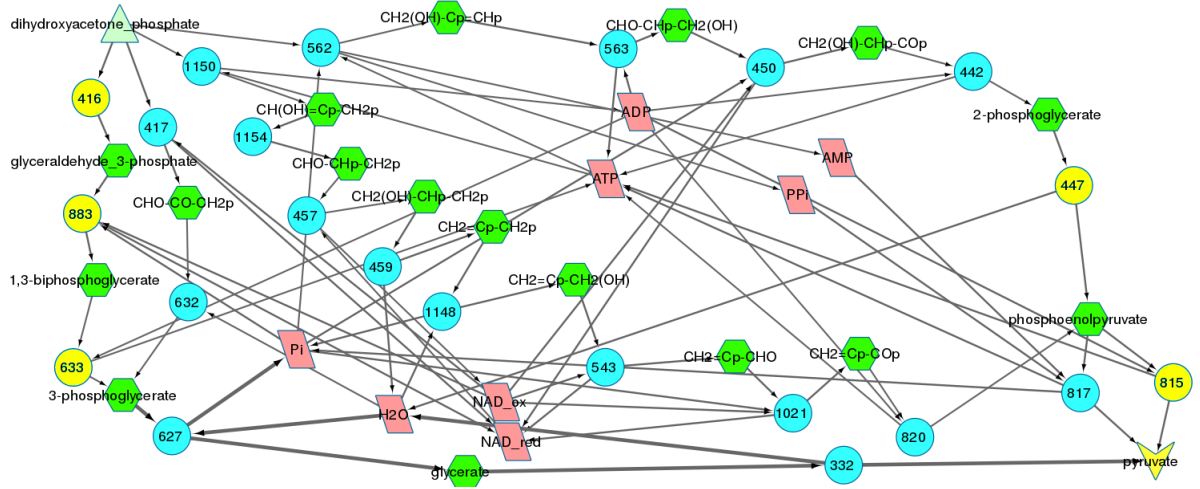 CH2(OH)-Cp=CHp
dihydroxyacetone_phosphate
CHO-CHp-CH2(OH)
CH2(OH)-CHp-COp
562
563
1150
450
442
416
CH(OH)=Cp-CH2p
ADP
2-phosphoglycerate
417
1154
glyceraldehyde_3-phosphate
CHO-CHp-CH2p
AMP
ATP
447
CHO-CO-CH2p
CH2(OH)-CHp-CH2p
PPi
883
457
CH2=Cp-CH2p
459
1,3-biphosphoglycerate
CH2=Cp-CH2(OH)
632
1148
phosphoenolpyruvate
Pi
CH2=Cp-CHO
CH2=Cp-COp
633
543
815
3-phosphoglycerate
817
NAD_ox
H2O
1021
627
NAD_red
820
glycerate
332
pyruvate